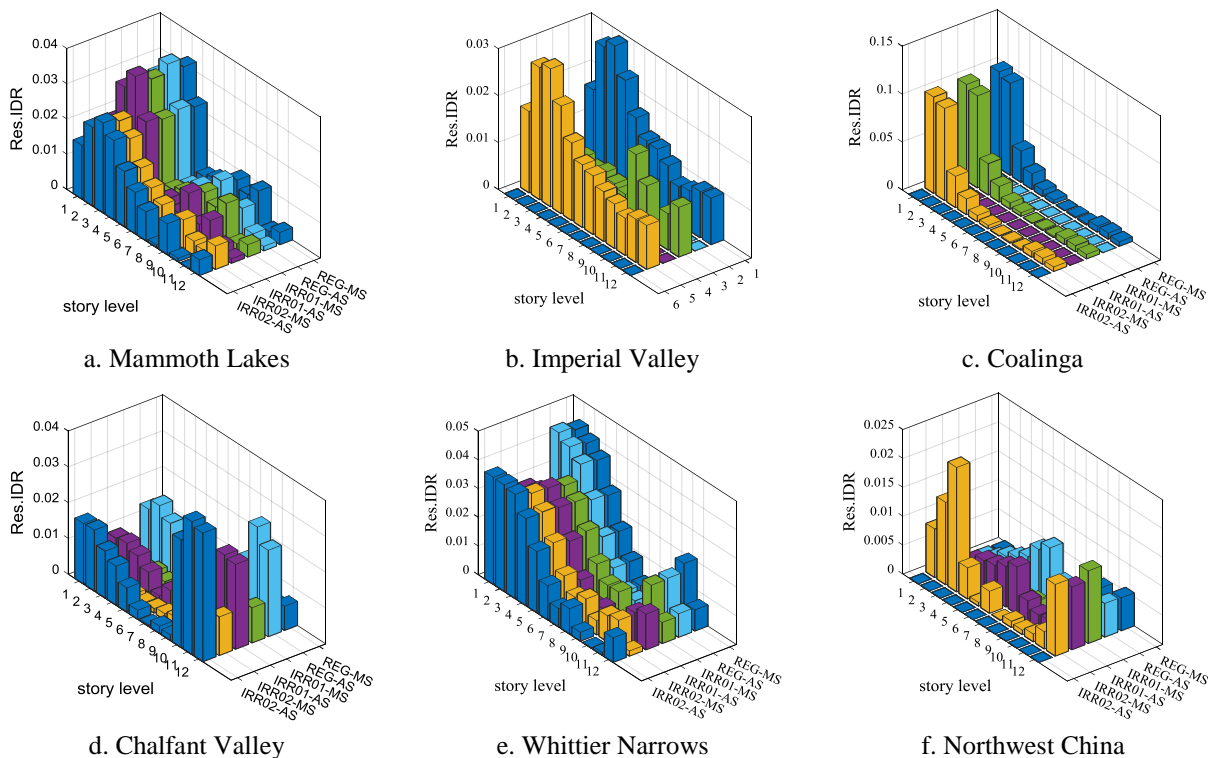 0.04
0.03
0.02
0.01
0
Res.IDR
1 2 3 4 5 6 7 8 9 10 11 12
story level
REG-MS
REG-AS
IRR01-MS
IRR01-AS
IRR02-MS
IRR02-AS
a. Mammoth Lakes
0.03
0.02
0.01
0
Res.IDR
1 2 3 4 5 6 7 8 9 10 11 12
story level
1
2
3
4
5
6
b. Imperial Valley
0.15
0.1
0.05
0
Res.IDR
1 2 3 4 5 6 7 8 9 10 11 12
story level
REG-MS
REG-AS
IRR01-MS
IRR01-AS
IRR02-MS
IRR02-AS
c. Coalinga
0.04
0.03
0.02
0.01
0
Res.IDR
1 2 3 4 5 6 7 8 9 10 11 12
story level
REG-MS
REG-AS
IRR01-MS
IRR01-AS
IRR02-MS
IRR02-AS
d. Chalfant Valley
0.05
0.04
0.03
0.02
0.01
0
Res.IDR
1 2 3 4 5 6 7 8 9 10 11 12
story level
REG-MS
REG-AS
IRR01-MS
IRR01-AS
IRR02-MS
IRR02-AS
e. Whittier Narrows
0.025
0.02
0.015
0.01
0.005
0
Res.IDR
1 2 3 4 5 6 7 8 9 10 11 12
story level
REG-MS
REG-AS
IRR01-MS
IRR01-AS
IRR02-MS
IRR02-AS
f. Northwest China